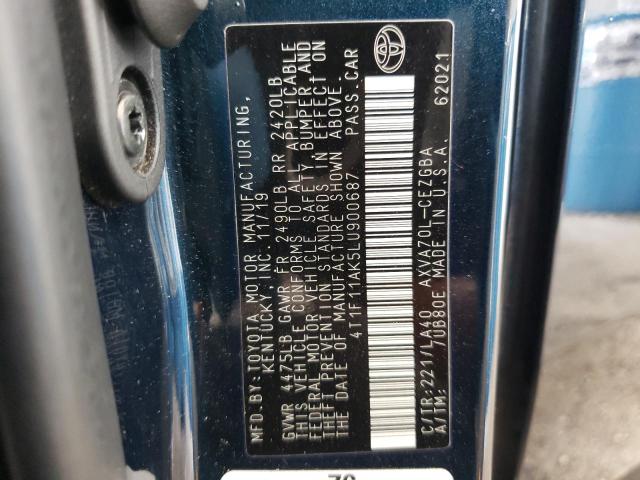 MFD. BY: TOYOTA MOTOR MANUFACTURING,
KENTUCKY, INC. 11/19
GVWR 4475LB GAWR FR 2490LB RR 2420LB
THIS VEHICLE CONFORMS TO ALL APPLICABLE
FEDERAL MOTOR VEHICLE SAFETY, BUMPER AND
THEFT PREVENTION STANDARDS IN EFFECT ON
THE DATE OF MANUFACTURE SHOWN ABOVE.
4T1F11AK5LU900687 PASS.CAR
C/TR:221/LA40 AXVA70L-CEZGBA
A/TM: 7UB80E MADE IN U.S.A. 62021